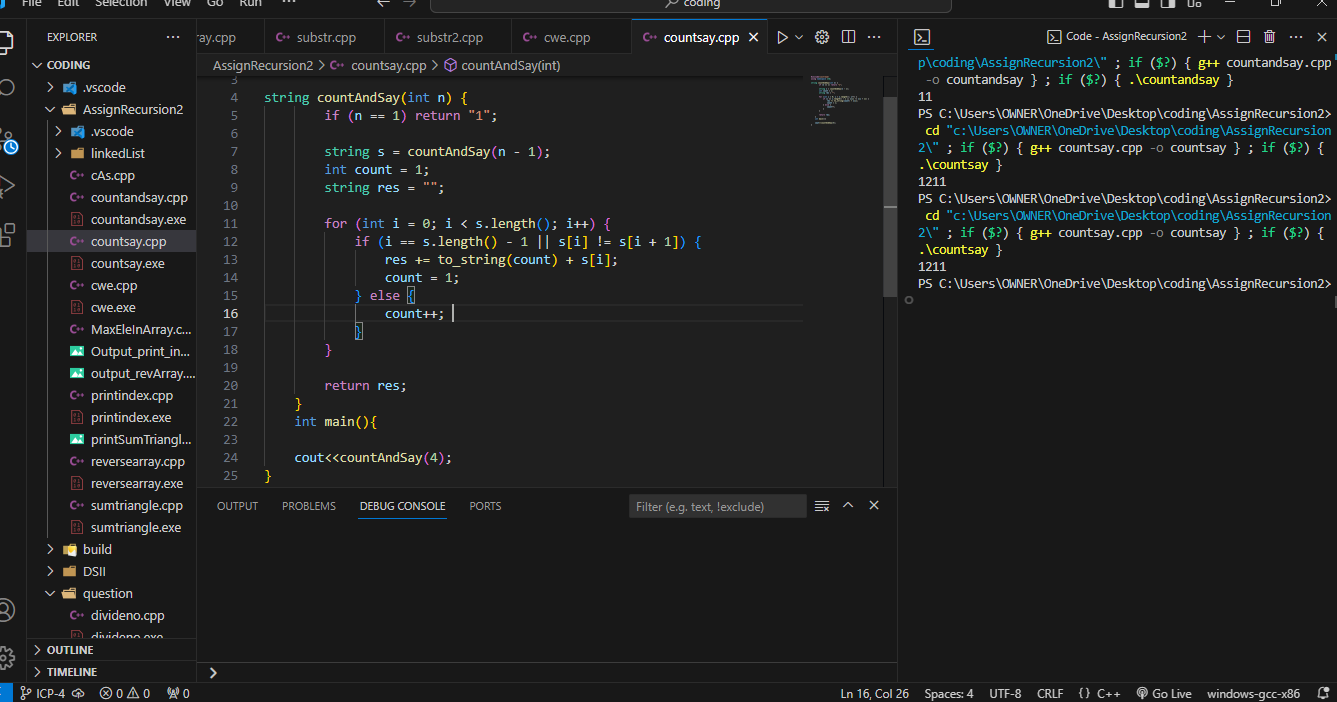 File Edit Selection View Go Run ··· coding
EXPLORER ···
CODING
.vscode
AssignRecursion2
.vscode
linkedList
cAs.cpp
countandsay.cpp
countandsay.exe
countsay.cpp
countsay.exe
cwe.cpp
cwe.exe
MaxEleInArray.c...
Output_print_in...
output_revArray....
printindex.cpp
printindex.exe
printSumTriangl...
reversearray.cpp
reversearray.exe
sumtriangle.cpp
sumtriangle.exe
build
DSII
question
divideno.cpp
divideno.exe
OUTLINE
TIMELINE
ray.cpp substr.cpp substr2.cpp cwe.cpp countsay.cpp
AssignRecursion2 > countsay.cpp > countAndSay(int)
3
4 string countAndSay(int n) {
5 if (n == 1) return "1";
6
7 string s = countAndSay(n - 1);
8 int count = 1;
9 string res = "";
10
11 for (int i = 0; i < s.length(); i++) {
12 if (i == s.length() - 1 || s[i] != s[i + 1]) {
13 res += to_string(count) + s[i];
14 count = 1;
15 } else {
16 count++;
17 }
18 }
19
20 return res;
21 }
22 int main(){
23
24 cout<<countAndSay(4);
25 }
OUTPUT PROBLEMS DEBUG CONSOLE PORTS Filter (e.g. text, !exclude)
Code - AssignRecursion2
p\coding\AssignRecursion2\" ; if ($?) { g++ countandsay.cpp
-o countandsay } ; if ($?) { .\countandsay }
11
PS C:\Users\OWNER\OneDrive\Desktop\coding\AssignRecursion2>
cd "c:\Users\OWNER\OneDrive\Desktop\coding\AssignRecursion
2\" ; if ($?) { g++ countsay.cpp -o countsay } ; if ($?) {
.\countsay }
1211
PS C:\Users\OWNER\OneDrive\Desktop\coding\AssignRecursion2>
cd "c:\Users\OWNER\OneDrive\Desktop\coding\AssignRecursion
2\" ; if ($?) { g++ countsay.cpp -o countsay } ; if ($?) {
.\countsay }
1211
PS C:\Users\OWNER\OneDrive\Desktop\coding\AssignRecursion2>
ICP-4 0 0 0 Ln 16, Col 26 Spaces: 4 UTF-8 CRLF {} C++ Go Live windows-gcc-x86